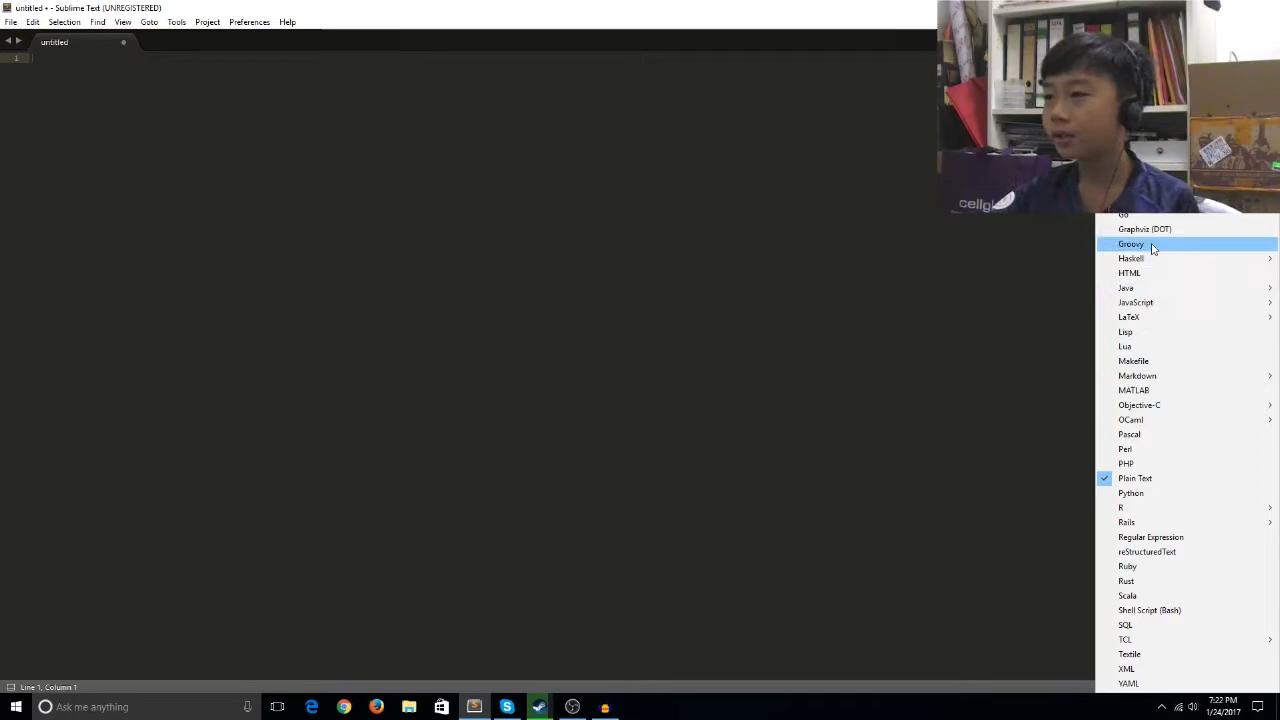 untitled • - Sublime Text (UNREGISTERED)
File Edit Selection Find View Goto Tools Project Preferences Help
untitled
1
cellgl
Go
Graphviz (DOT)
Groovy
Haskell
HTML
Java
JavaScript
LaTeX
Lisp
Lua
Makefile
Markdown
MATLAB
Objective-C
OCaml
Pascal
Perl
PHP
Plain Text
Python
R
Rails
Regular Expression
reStructuredText
Ruby
Rust
Scala
Shell Script (Bash)
SQL
TCL
Textile
XML
YAML
Line 1, Column 1
Ask me anything
7:22 PM
1/24/2017